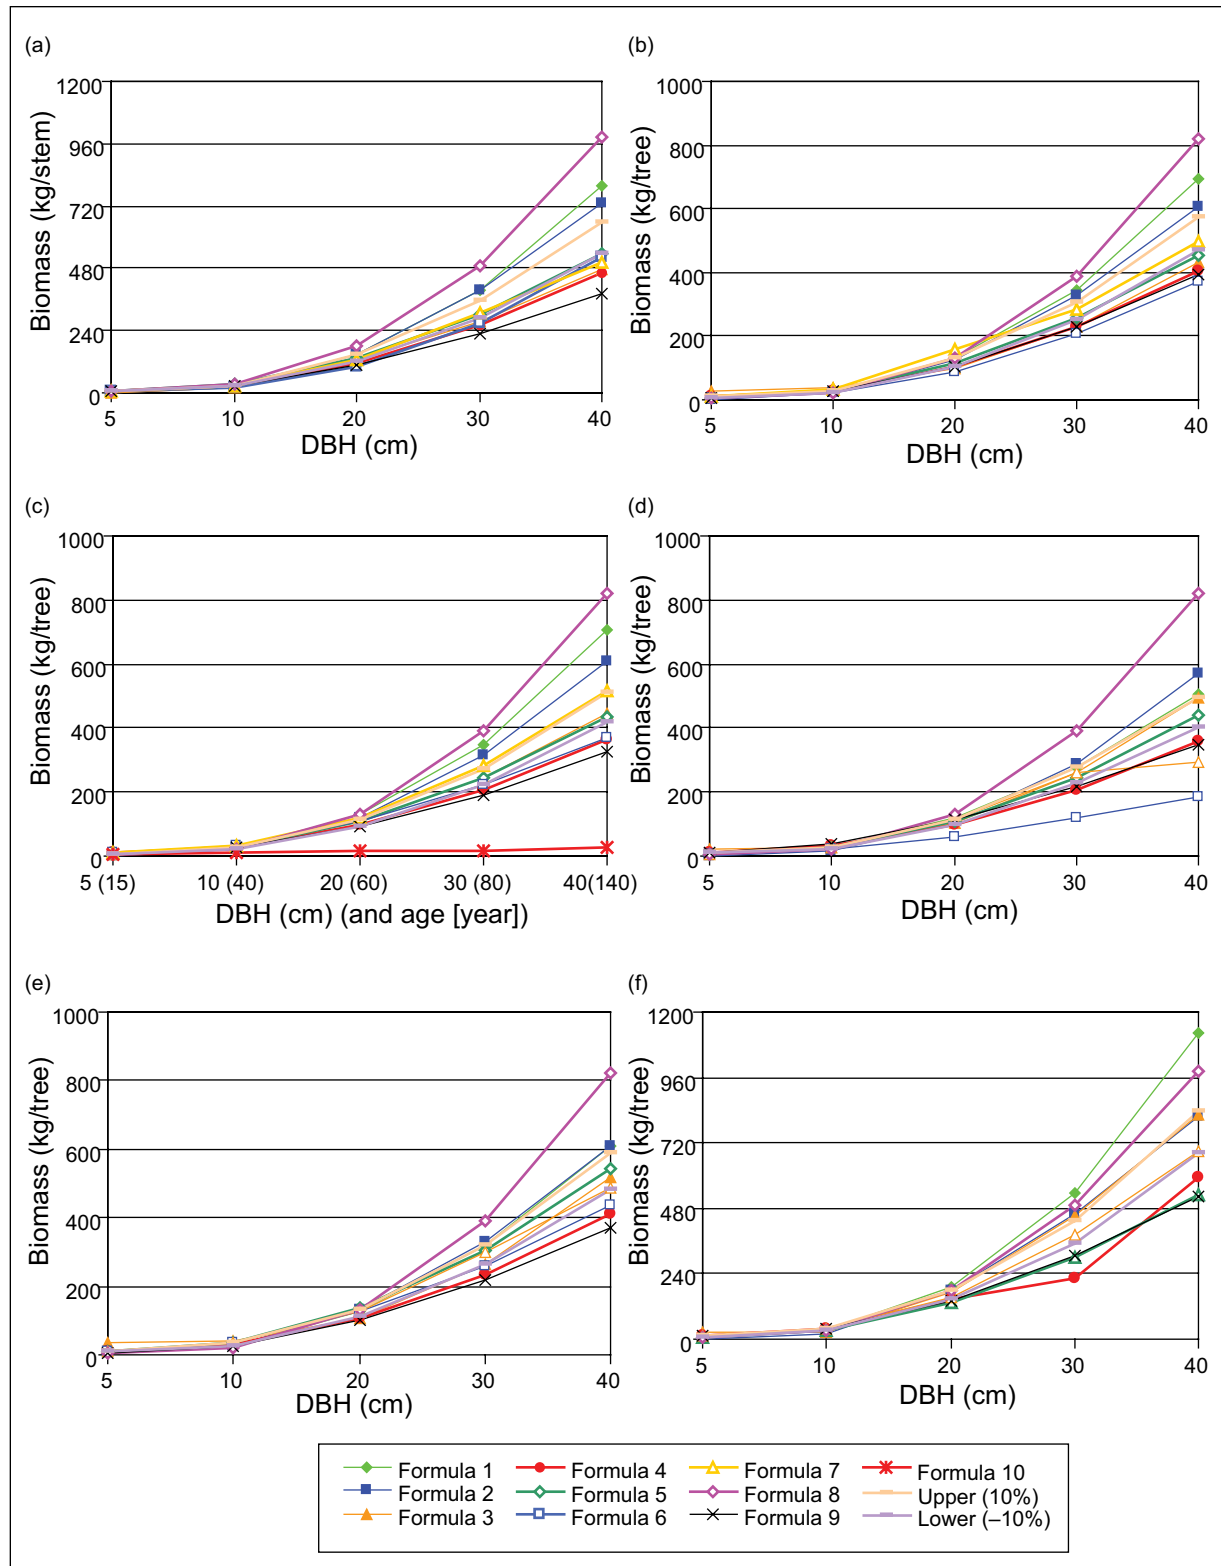 (a)
1200
960
720
480
240
0
Biomass (kg/stem)
5 10 20 30 40
DBH (cm)
(b)
1000
800
600
400
200
0
Biomass (kg/tree)
5 10 20 30 40
DBH (cm)
(c)
1000
800
600
400
200
0
Biomass (kg/tree)
5 (15) 10 (40) 20 (60) 30 (80) 40(140)
DBH (cm) (and age [year])
(d)
1000
800
600
400
200
0
Biomass (kg/tree)
5 10 20 30 40
DBH (cm)
(e)
1000
800
600
400
200
0
Biomass (kg/tree)
5 10 20 30 40
DBH (cm)
(f)
1200
960
720
480
240
0
Biomass (kg/tree)
5 10 20 30 40
DBH (cm)
Formula 1 Formula 4 Formula 7 Formula 10
Formula 2 Formula 5 Formula 8 Upper (10%)
Formula 3 Formula 6 Formula 9 Lower (–10%)